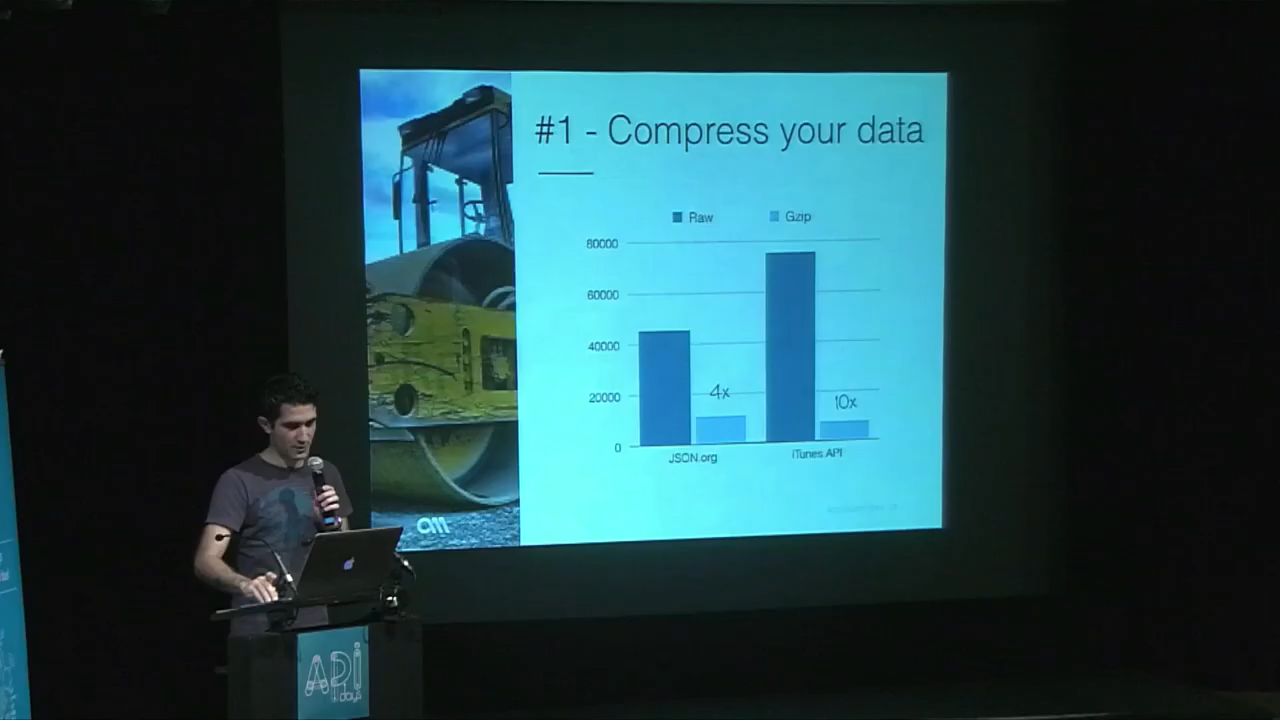 #1 - Compress your data
Raw Gzip
80000
60000
40000
20000
0
4x
10x
JSON.org iTunes API
am
API
days